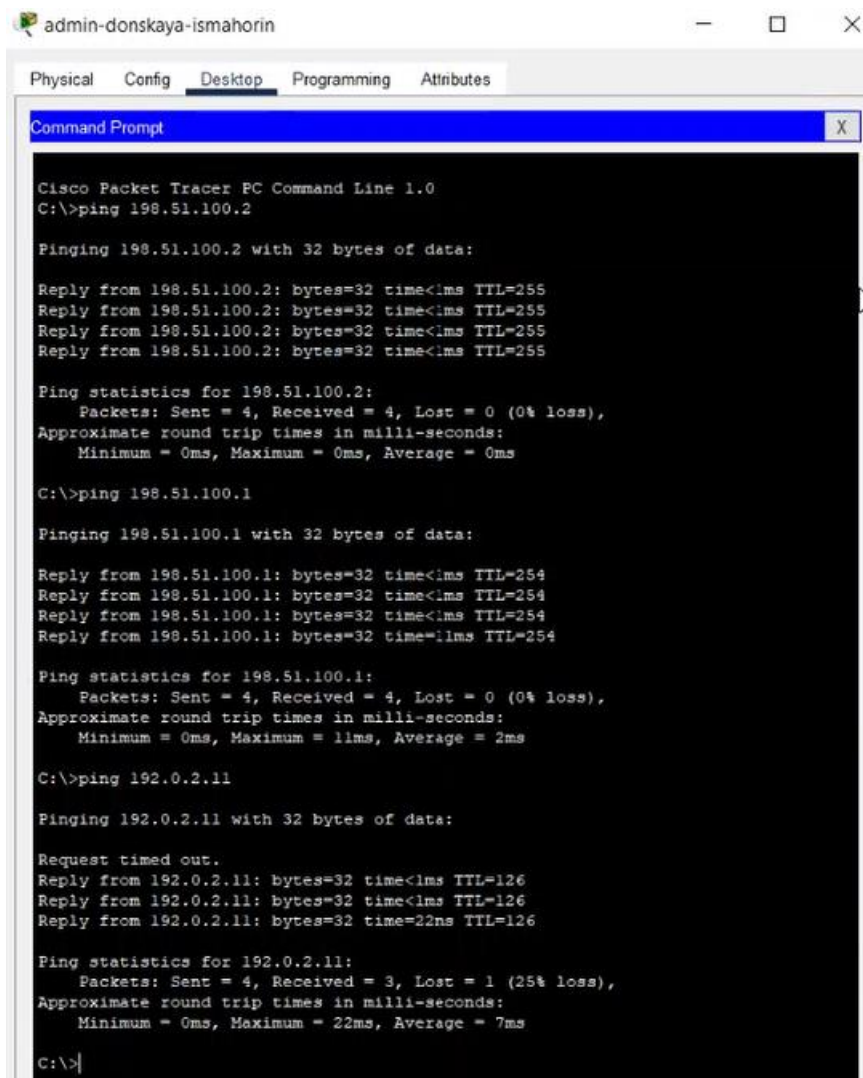 admin-donskaya-ismahorin
Physical Config Desktop Programming Attributes
Command Prompt X
Cisco Packet Tracer PC Command Line 1.0
C:\>ping 198.51.100.2
Pinging 198.51.100.2 with 32 bytes of data:
Reply from 198.51.100.2: bytes=32 time<1ms TTL=255
Reply from 198.51.100.2: bytes=32 time<1ms TTL=255
Reply from 198.51.100.2: bytes=32 time<1ms TTL=255
Reply from 198.51.100.2: bytes=32 time<1ms TTL=255
Ping statistics for 198.51.100.2:
Packets: Sent = 4, Received = 4, Lost = 0 (0% loss),
Approximate round trip times in milli-seconds:
Minimum = 0ms, Maximum = 0ms, Average = 0ms
C:\>ping 198.51.100.1
Pinging 198.51.100.1 with 32 bytes of data:
Reply from 198.51.100.1: bytes=32 time<1ms TTL=254
Reply from 198.51.100.1: bytes=32 time<1ms TTL=254
Reply from 198.51.100.1: bytes=32 time<1ms TTL=254
Reply from 198.51.100.1: bytes=32 time=11ms TTL=254
Ping statistics for 198.51.100.1:
Packets: Sent = 4, Received = 4, Lost = 0 (0% loss),
Approximate round trip times in milli-seconds:
Minimum = 0ms, Maximum = 11ms, Average = 2ms
C:\>ping 192.0.2.11
Pinging 192.0.2.11 with 32 bytes of data:
Request timed out.
Reply from 192.0.2.11: bytes=32 time<1ms TTL=126
Reply from 192.0.2.11: bytes=32 time<1ms TTL=126
Reply from 192.0.2.11: bytes=32 time=22ms TTL=126
Ping statistics for 192.0.2.11:
Packets: Sent = 4, Received = 3, Lost = 1 (25% loss),
Approximate round trip times in milli-seconds:
Minimum = 0ms, Maximum = 22ms, Average = 7ms
C:\>